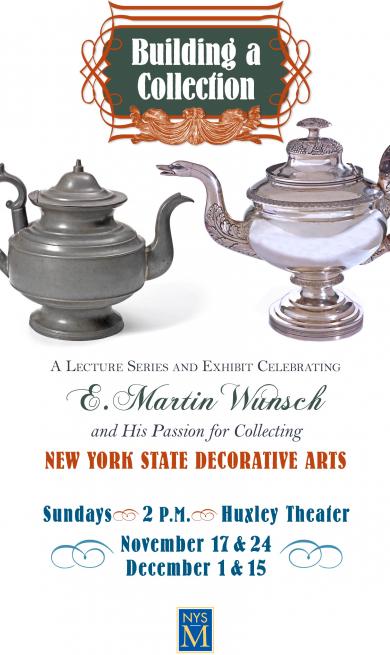 Building a
Collection
A Lecture Series and Exhibit Celebrating
E. Martin Wunsch
and His Passion for Collecting
NEW YORK STATE DECORATIVE ARTS
Sundays 2 P.M. Huxley Theater
November 17 & 24
December 1 & 15
NYS
M